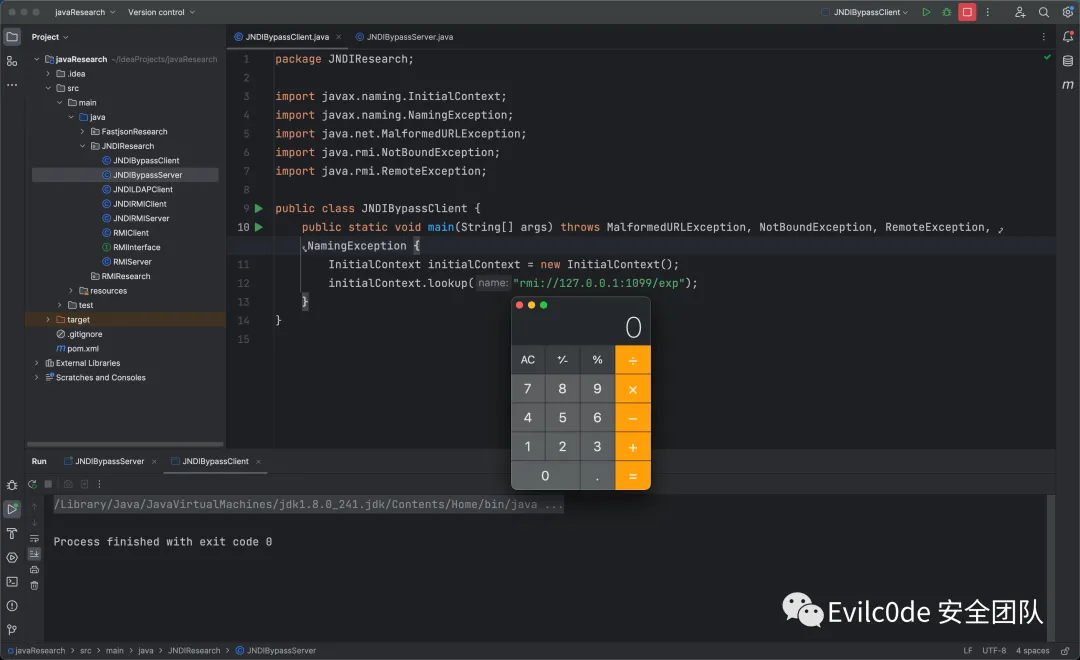 javaResearch Version control JNDIBypassClient
Project
JNDIBypassClient.java JNDIBypassServer.java
javaResearch ~/IdeaProjects/javaResearch
.idea
src
main
java
FastjsonResearch
JNDIResearch
JNDIBypassClient
JNDIBypassServer
JNDILDAPClient
JNDIRMIClient
JNDIRMIServer
RMIClient
RMIInterface
RMIServer
RMIResearch
resources
test
target
.gitignore
m pom.xml
External Libraries
Scratches and Consoles
1 package JNDIResearch;
2
3 import javax.naming.InitialContext;
4 import javax.naming.NamingException;
5 import java.net.MalformedURLException;
6 import java.rmi.NotBoundException;
7 import java.rmi.RemoteException;
8
9 public class JNDIBypassClient {
10 public static void main(String[] args) throws MalformedURLException, NotBoundException, RemoteException,
NamingException {
11 InitialContext initialContext = new InitialContext();
12 initialContext.lookup( name: "rmi://127.0.0.1:1099/exp");
13 }
14 }
15
m
0
AC +/- % ÷
7 8 9 ×
4 5 6 −
1 2 3 +
0 . =
Run JNDIBypassServer JNDIBypassClient
/Library/Java/JavaVirtualMachines/jdk1.8.0_241.jdk/Contents/Home/bin/java ...
Process finished with exit code 0
Evilc0de 安全团队
javaResearch > src > main > java > JNDIResearch > JNDIBypassServer
LF UTF-8 4 spaces